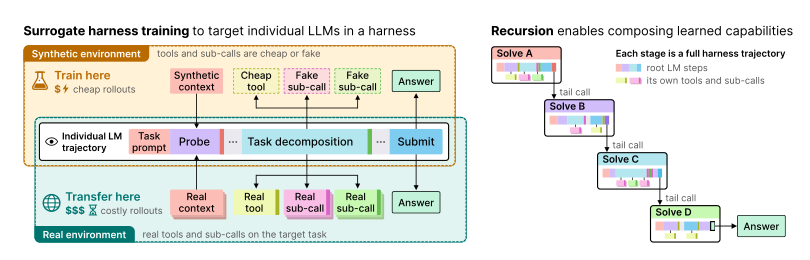 Surrogate harness training to target individual LLMs in a harness
Synthetic environment
tools and sub-calls are cheap or fake
Train here
$ cheap rollouts
Synthetic
context
Cheap
tool
Fake
sub-call
Fake
sub-call
Answer
Individual LM
trajectory
Task
prompt
Probe
...
Task decomposition
...
Submit
Transfer here
$$$ costly rollouts
Real
context
Real
tool
Real
sub-call
Real
sub-call
Answer
Real environment
real tools and sub-calls on the target task
Recursion enables composing learned capabilities
Solve A
tail call
Solve B
tail call
Solve C
tail call
Solve D
Answer
Each stage is a full harness trajectory
root LM steps
its own tools and sub-calls